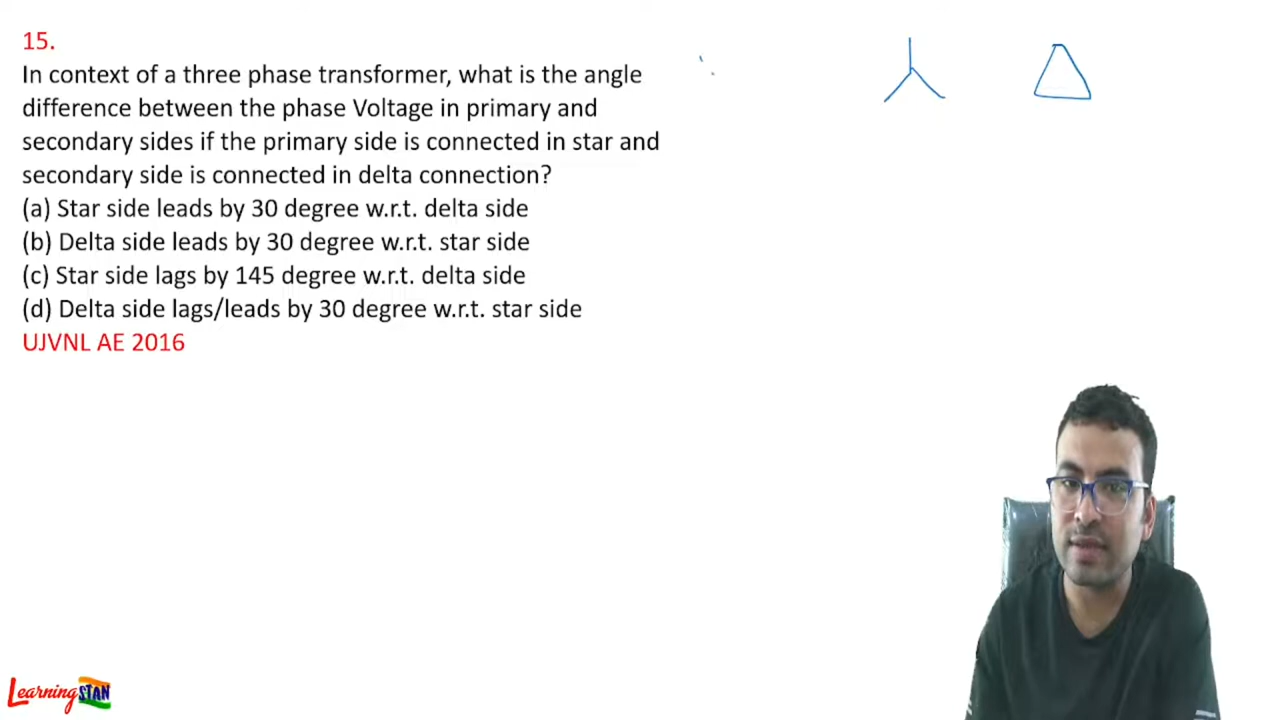 15.
In context of a three phase transformer, what is the angle
difference between the phase Voltage in primary and
secondary sides if the primary side is connected in star and
secondary side is connected in delta connection?
(a) Star side leads by 30 degree w.r.t. delta side
(b) Delta side leads by 30 degree w.r.t. star side
(c) Star side lags by 145 degree w.r.t. delta side
(d) Delta side lags/leads by 30 degree w.r.t. star side
UJVNL AE 2016
LearningSTAN